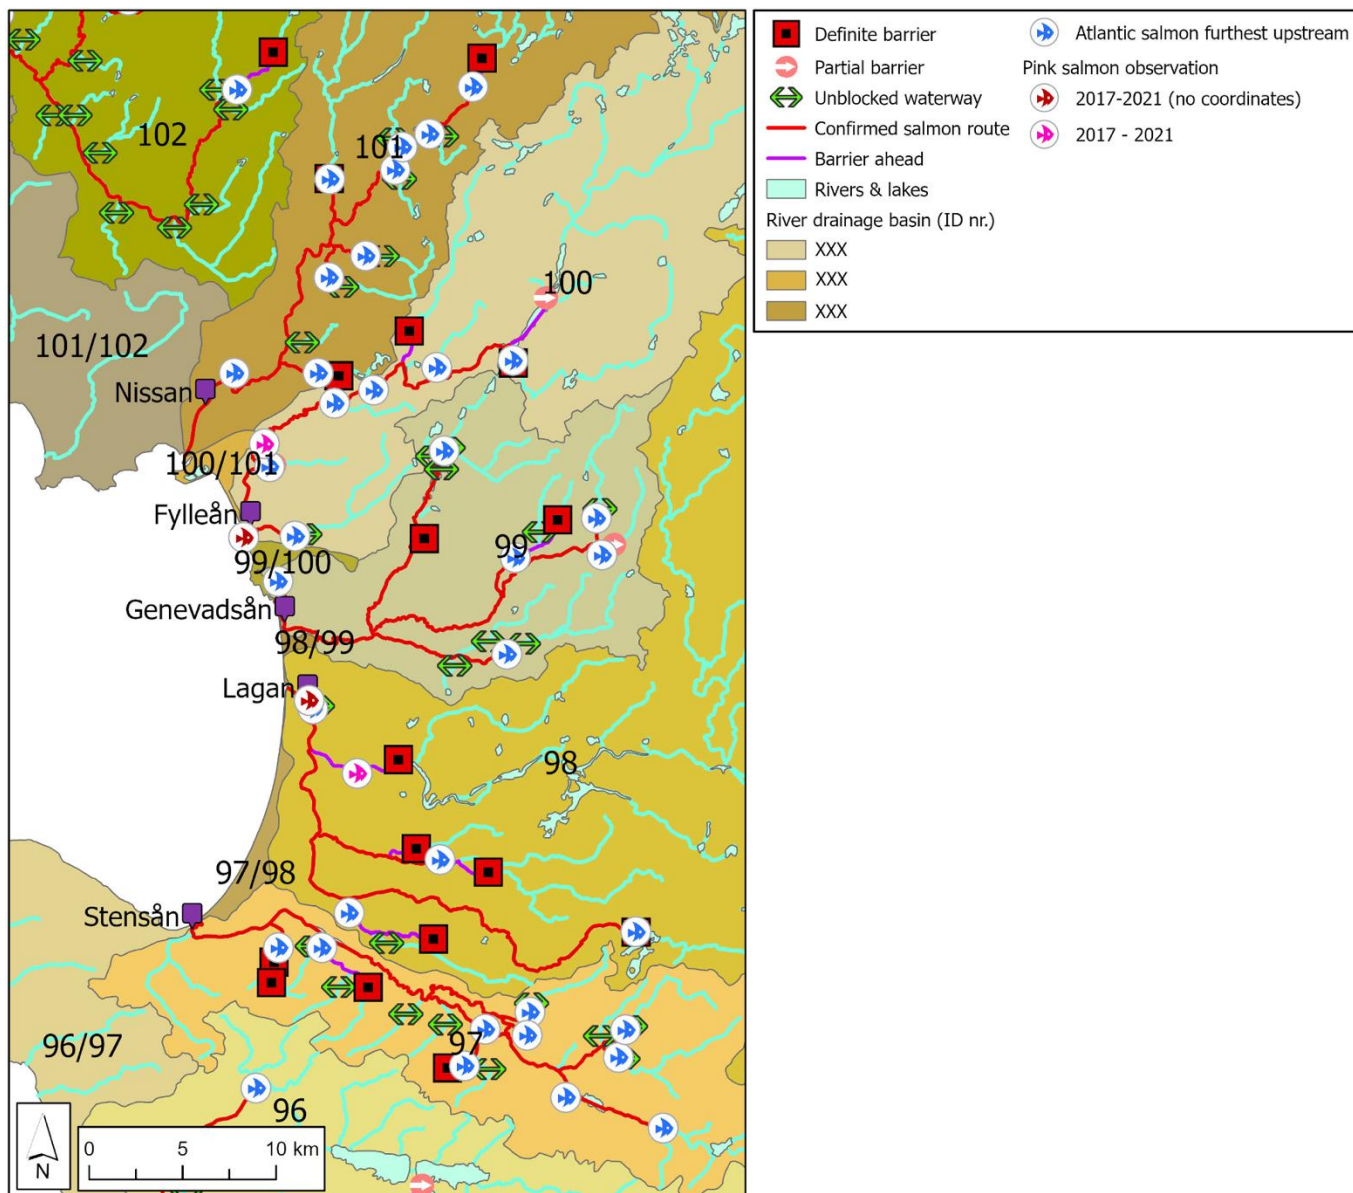 102
101
100
101/102
Nissan
100/101
Fylleån
99
99/100
Genevadsån
98/99
Lagan
98
97/98
Stensån
96/97
97
96
N
0 5 10 km
Definite barrier
Partial barrier
Unblocked waterway
Confirmed salmon route
Barrier ahead
Rivers & lakes
River drainage basin (ID nr.)
XXX
XXX
XXX
Atlantic salmon furthest upstream
Pink salmon observation
2017-2021 (no coordinates)
2017 - 2021